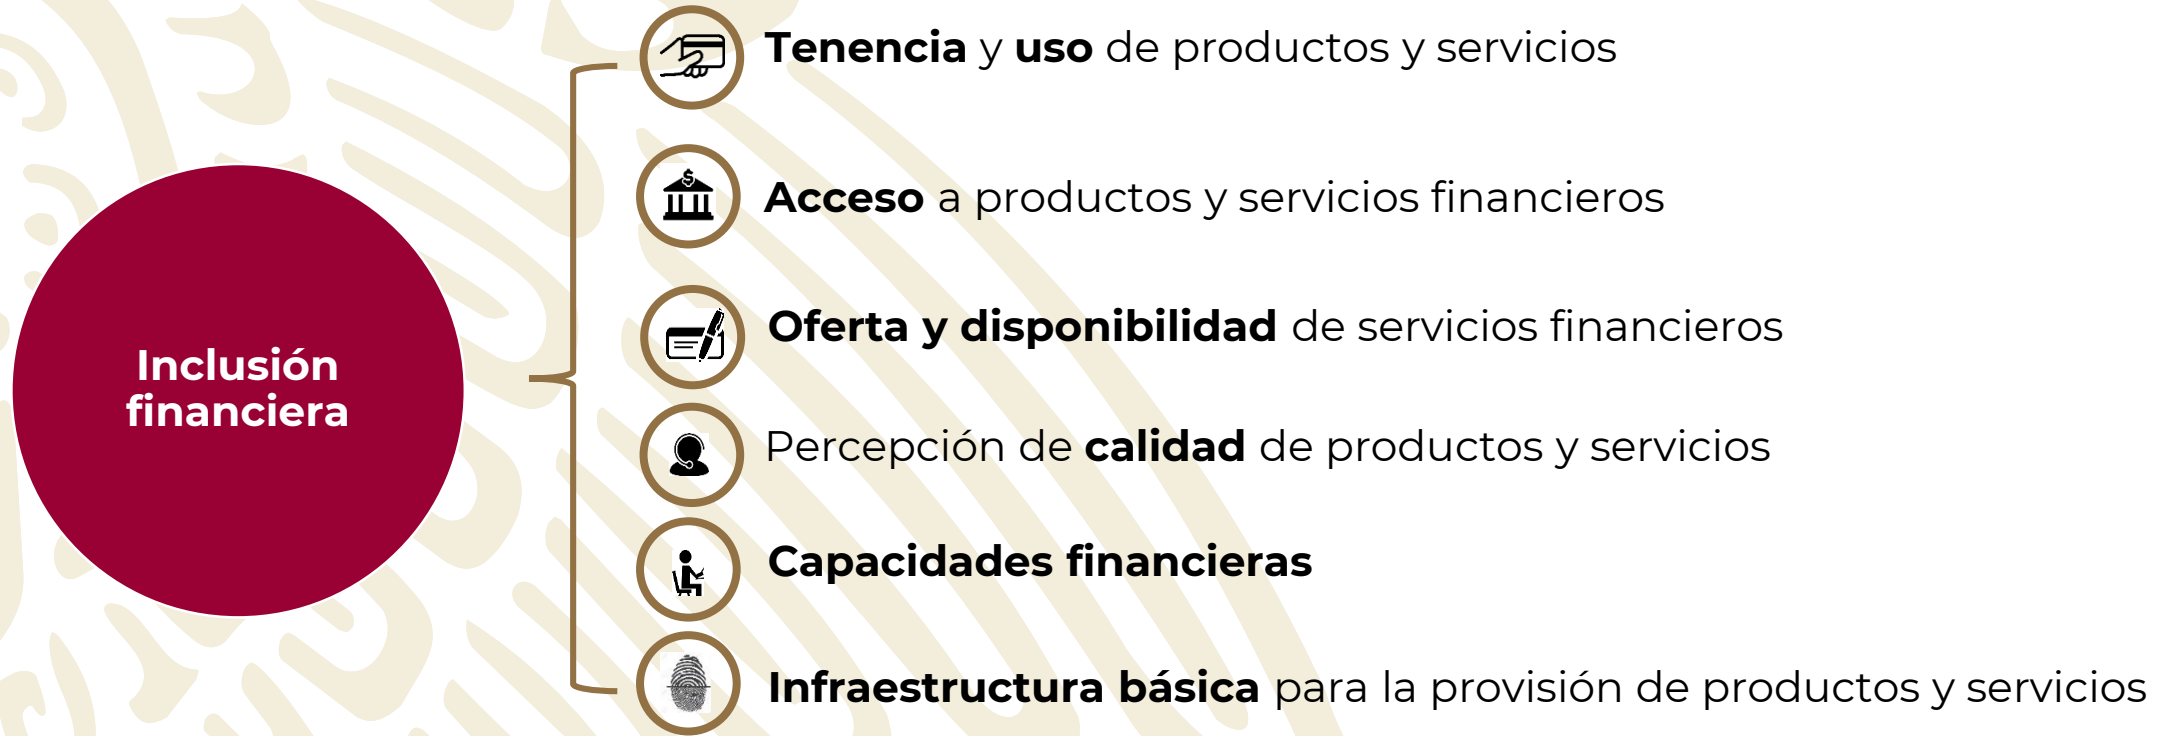 Tenencia y uso de productos y servicios
Acceso a productos y servicios financieros
Oferta y disponibilidad de servicios financieros
Inclusión
financiera
Percepción de calidad de productos y servicios
Capacidades financieras
Infraestructura básica para la provisión de productos y servicios